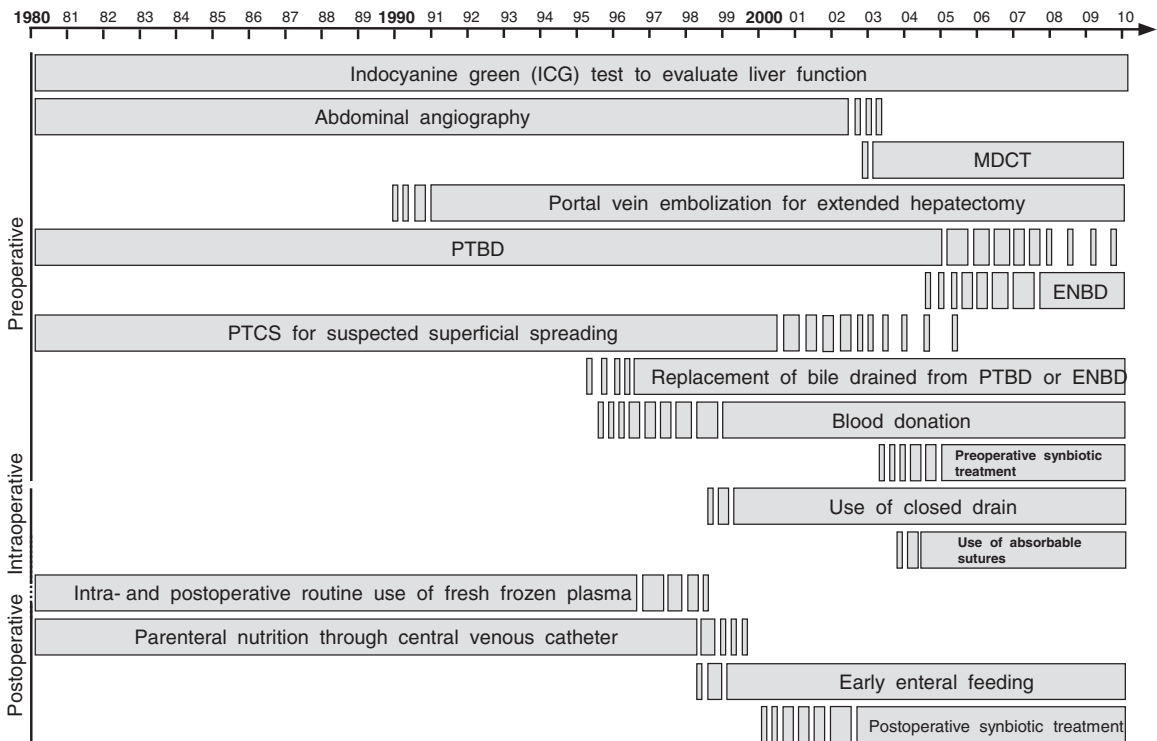 1980 81 82 83 84 85 86 87 88 89 1990 91 92 93 94 95 96 97 98 99 2000 01 02 03 04 05 06 07 08 09 10
Indocyanine green (ICG) test to evaluate liver function
Abdominal angiography
MDCT
Portal vein embolization for extended hepatectomy
PTBD
ENBD
PTCS for suspected superficial spreading
Replacement of bile drained from PTBD or ENBD
Blood donation
Preoperative synbiotic
treatment
Preoperative
Use of closed drain
Use of absorbable
sutures
Intraoperative
Intra- and postoperative routine use of fresh frozen plasma
Parenteral nutrition through central venous catheter
Early enteral feeding
Postoperative synbiotic treatment
Postoperative